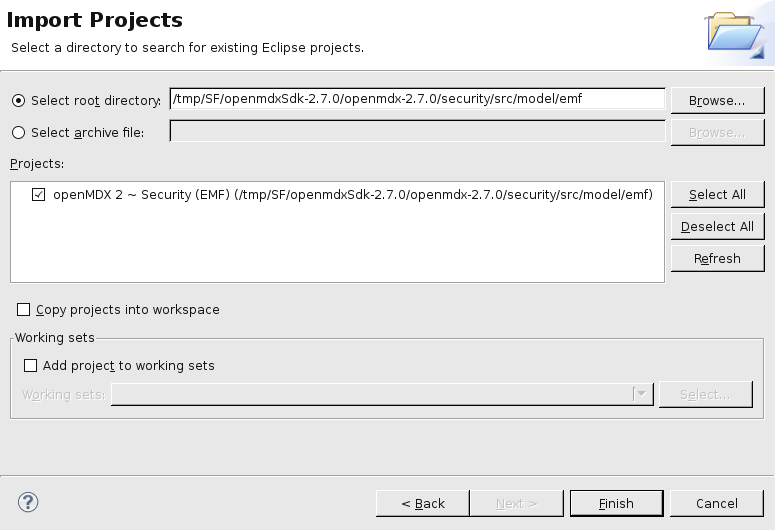 Import Projects
Select a directory to search for existing Eclipse projects.
Select root directory: /tmp/SF/openmdxSdk-2.7.0/openmdx-2.7.0/security/src/model/emf Browse...
Select archive file: Browse...
Projects:
openMDX 2 ~ Security (EMF) (/tmp/SF/openmdxSdk-2.7.0/openmdx-2.7.0/security/src/model/emf) Select All
Deselect All
Refresh
Copy projects into workspace
Working sets
Add project to working sets
Working sets: Select...
? < Back Next > Finish Cancel